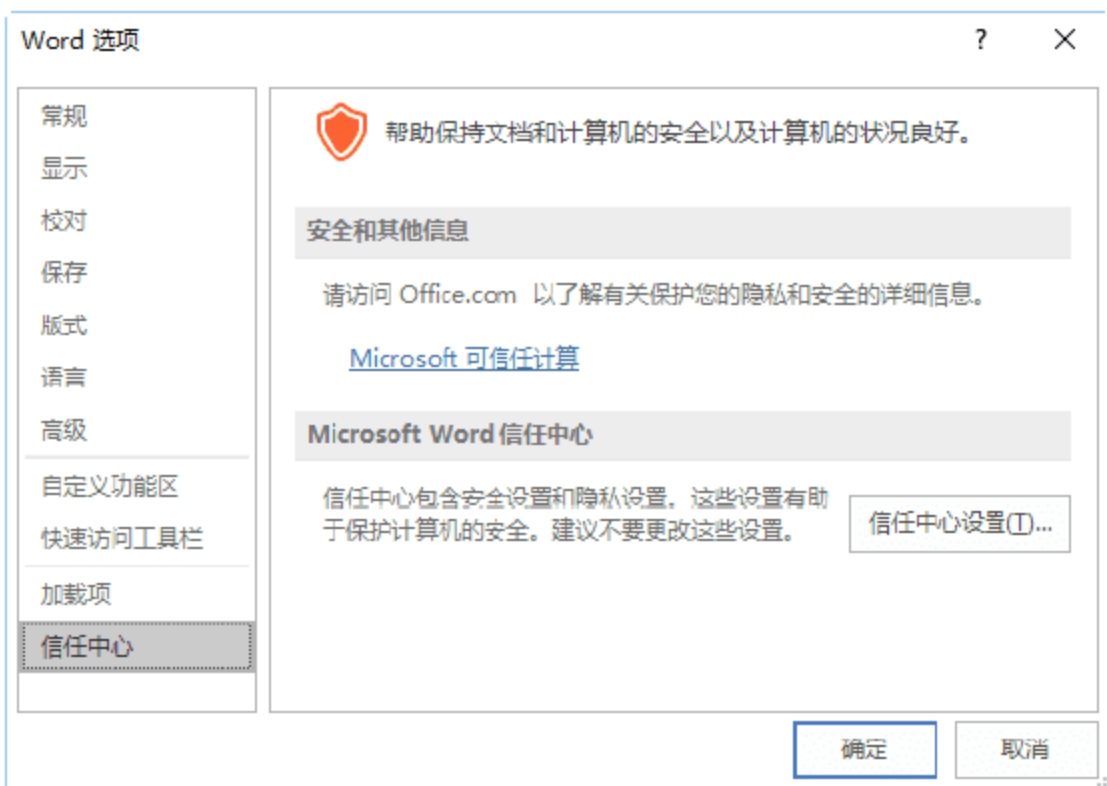 Word 选项
?
常规
显示
校对
保存
版式
语言
高级
自定义功能区
快速访问工具栏
加载项
信任中心
帮助保持文档和计算机的安全以及计算机的状况良好。
安全和其他信息
请访问 Office.com 以了解有关保护您的隐私和安全的详细信息。
Microsoft 可信任计算
Microsoft Word 信任中心
信任中心包含安全设置和隐私设置。这些设置有助
于保护计算机的安全。建议不要更改这些设置。
信任中心设置(T)...
确定
取消